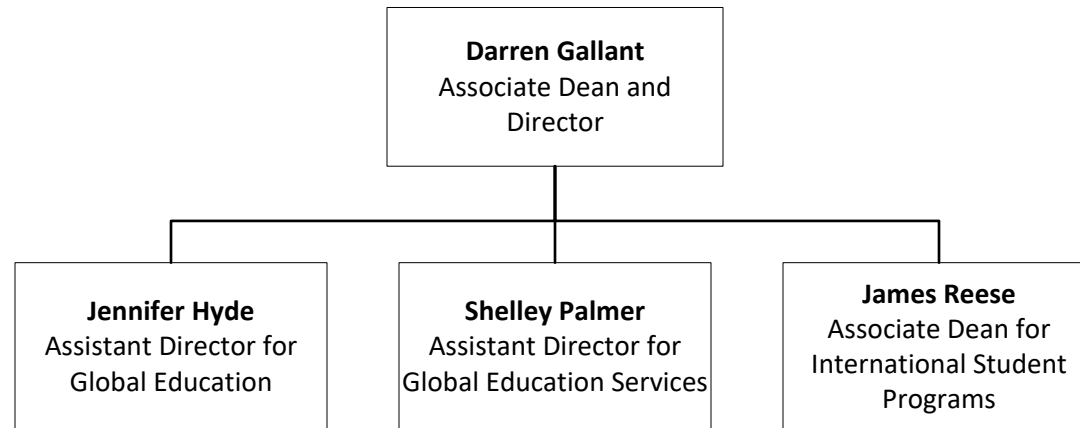 Darren Gallant
Associate Dean and
Director
Jennifer Hyde
Assistant Director for
Global Education
Shelley Palmer
Assistant Director for
Global Education Services
James Reese
Associate Dean for
International Student
Programs